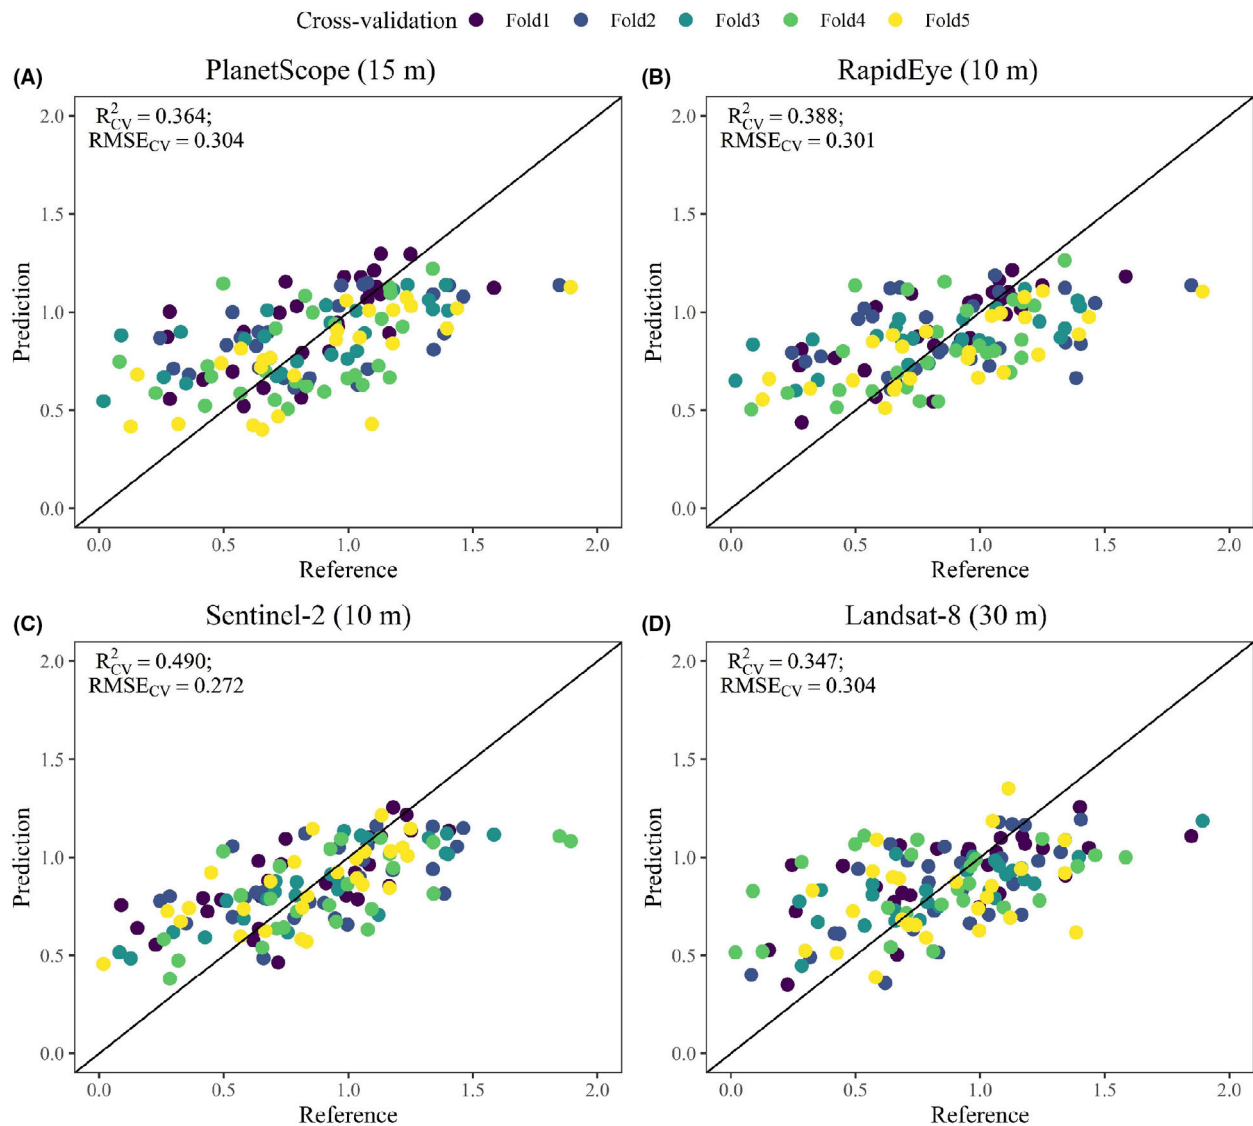 Cross-validation Fold1 Fold2 Fold3 Fold4 Fold5
(A) PlanetScope (15 m)
R²CV = 0.364;
RMSECV = 0.304
2.0
1.5
1.0
0.5
0.0
Prediction
0.0 0.5 1.0 1.5 2.0
Reference
(B) RapidEye (10 m)
R²CV = 0.388;
RMSECV = 0.301
2.0
1.5
1.0
0.5
0.0
Prediction
0.0 0.5 1.0 1.5 2.0
Reference
(C) Sentinel-2 (10 m)
R²CV = 0.490;
RMSECV = 0.272
2.0
1.5
1.0
0.5
0.0
Prediction
0.0 0.5 1.0 1.5 2.0
Reference
(D) Landsat-8 (30 m)
R²CV = 0.347;
RMSECV = 0.304
2.0
1.5
1.0
0.5
0.0
Prediction
0.0 0.5 1.0 1.5 2.0
Reference